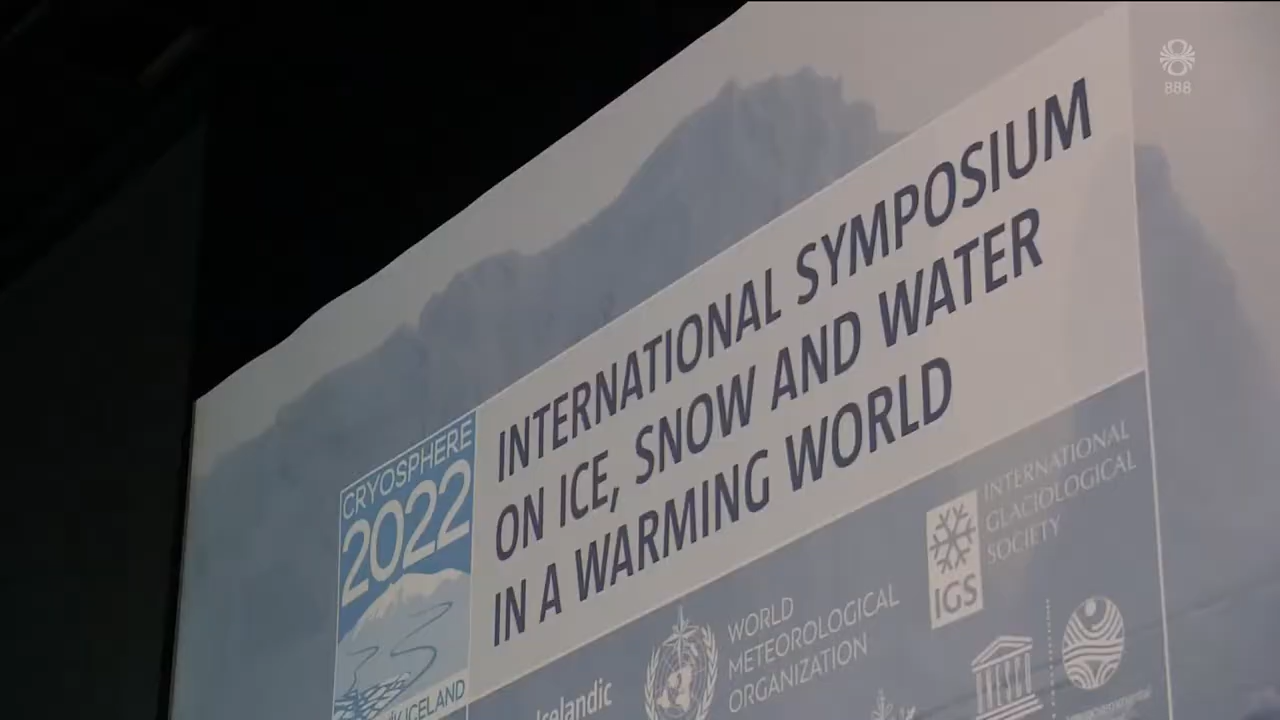 888
INTERNATIONAL SYMPOSIUM
ON ICE, SNOW AND WATER
IN A WARMING WORLD
CRYOSPHERE
2022
ICELAND
INTERNATIONAL
GLACIOLOGICAL
SOCIETY
IGS
WORLD
METEOROLOGICAL
ORGANIZATION
Icelandic